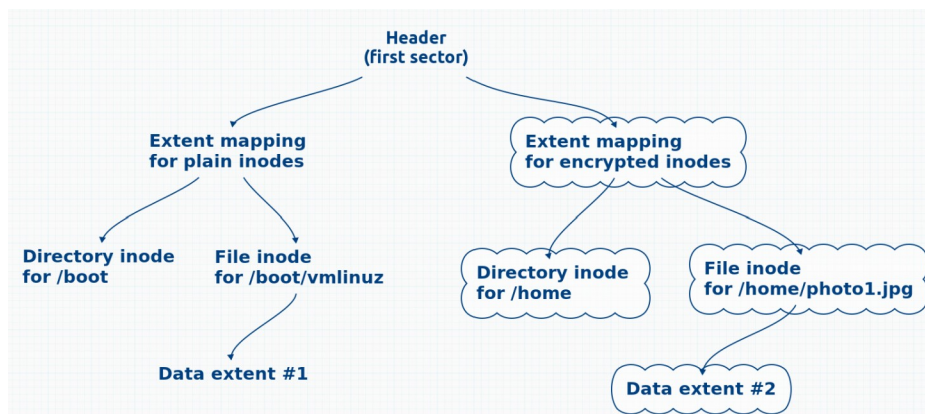 Header
(first sector)
Extent mapping
for plain inodes
Extent mapping
for encrypted inodes
Directory inode
for /boot
File inode
for /boot/vmlinuz
Directory inode
for /home
File inode
for /home/photo1.jpg
Data extent #1
Data extent #2